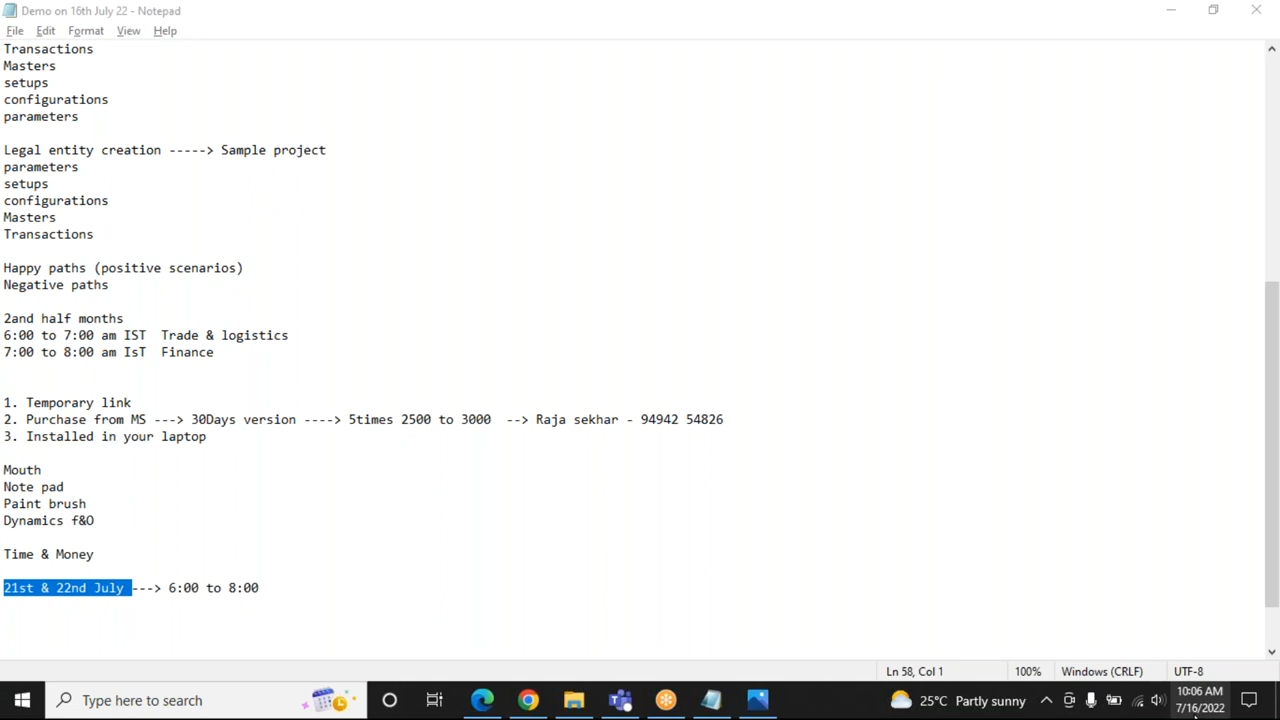 Demo on 16th July 22 - Notepad
File Edit Format View Help
Transactions
Masters
setups
configurations
parameters
Legal entity creation -----> Sample project
parameters
setups
configurations
Masters
Transactions
Happy paths (positive scenarios)
Negative paths
2and half months
6:00 to 7:00 am IST  Trade & logistics
7:00 to 8:00 am IsT  Finance
1. Temporary link
2. Purchase from MS ---> 30Days version ----> 5times 2500 to 3000  --> Raja sekhar - 94942 54826
3. Installed in your laptop
Mouth
Note pad
Paint brush
Dynamics f&O
Time & Money
21st & 22nd July ---> 6:00 to 8:00
Ln 58, Col 1 100% Windows (CRLF) UTF-8
Type here to search 25°C Partly sunny 10:06 AM
7/16/2022